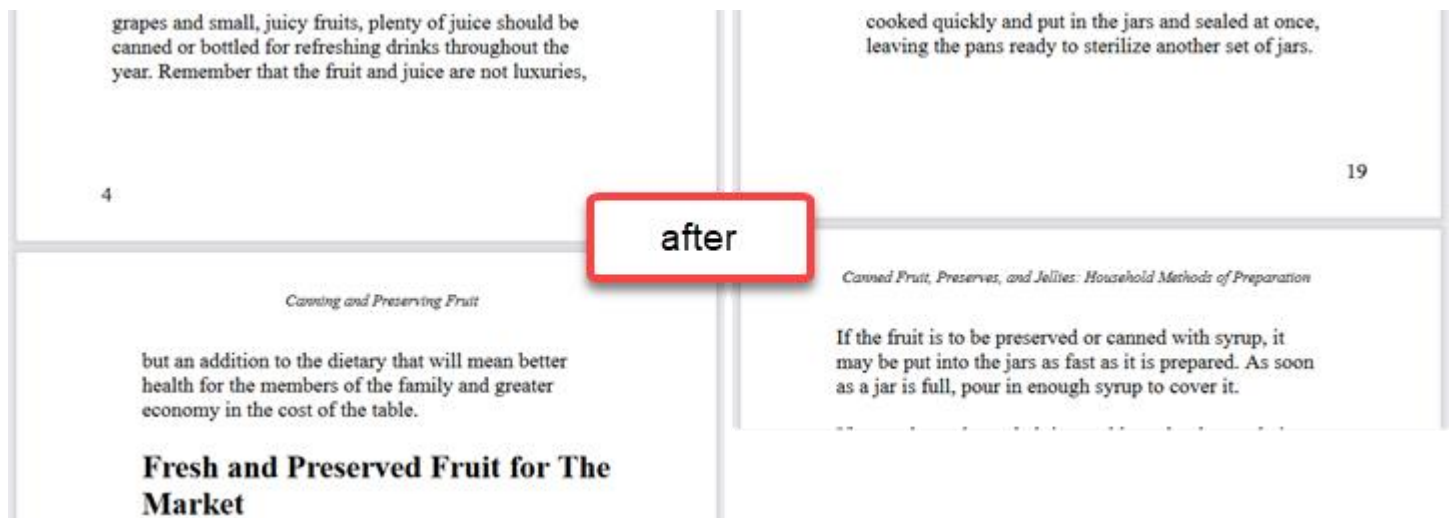 grapes and small, juicy fruits, plenty of juice should be
canned or bottled for refreshing drinks throughout the
year. Remember that the fruit and juice are not luxuries,
4
Canning and Preserving Fruit
but an addition to the dietary that will mean better
health for the members of the family and greater
economy in the cost of the table.
Fresh and Preserved Fruit for The
Market
after
cooked quickly and put in the jars and sealed at once,
leaving the pans ready to sterilize another set of jars.
19
Canned Fruit, Preserves, and Jellies: Household Methods of Preparation
If the fruit is to be preserved or canned with syrup, it
may be put into the jars as fast as it is prepared. As soon
as a jar is full, pour in enough syrup to cover it.